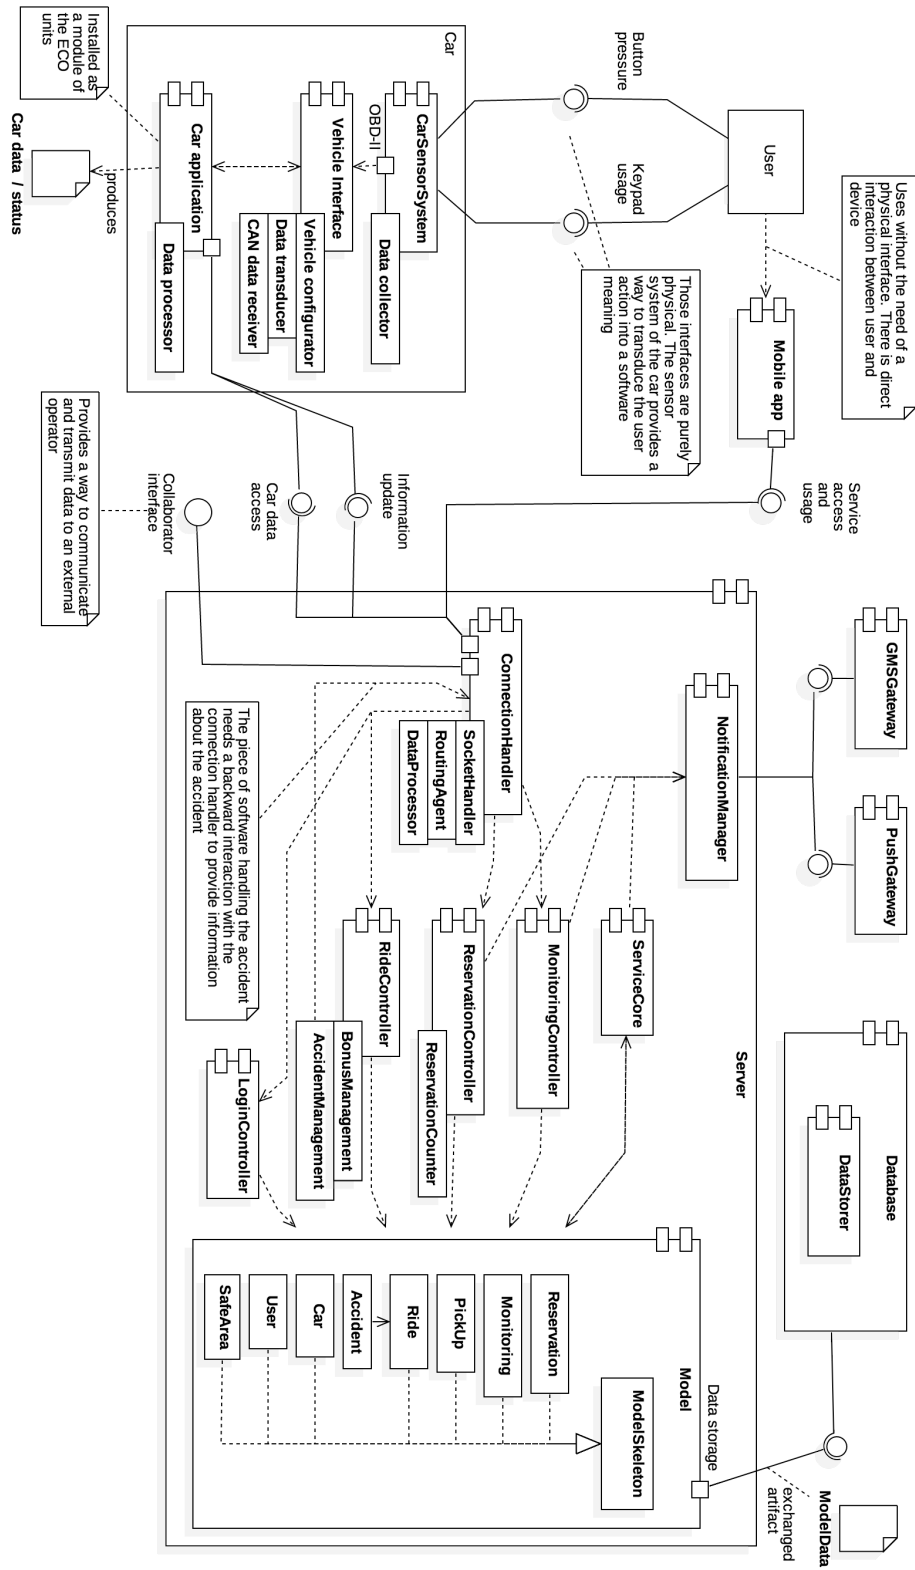 Uses without the need of a
physical interface. There is direct
interaction between user and
device
User
Mobile app
Service
access
and
usage
Button
pressure
Keypad
usage
Those interfaces are purely
physical. The sensor
system of the car provides a
way to transduce the user
action into a software
meaning
Car
CarSensorSystem
Data collector
OBD-II
Vehicle Interface
Vehicle configurator
Data transducer
CAN data receiver
Car application
Data processor
Installed as
a module of
the ECO
units
produces
Car data / status
Information
update
Car data
access
Collaborator
interface
Provides a way to communicate
and transmit data to an external
operator
GMSGateway
PushGateway
Database
DataStorer
ModelData
exchanged
artifact
Server
NotificationManager
ConnectionHandler
SocketHandler
RoutingAgent
DataProcessor
ServiceCore
MonitoringController
ReservationController
ReservationCounter
RideController
BonusManagement
AccidentManagement
LoginController
The piece of software handling the accident
needs a backward interaction with the
connection handler to provide information
about the accident
Data storage
Model
ModelSkeleton
Reservation
Monitoring
PickUp
Ride
Accident
Car
User
SafeArea